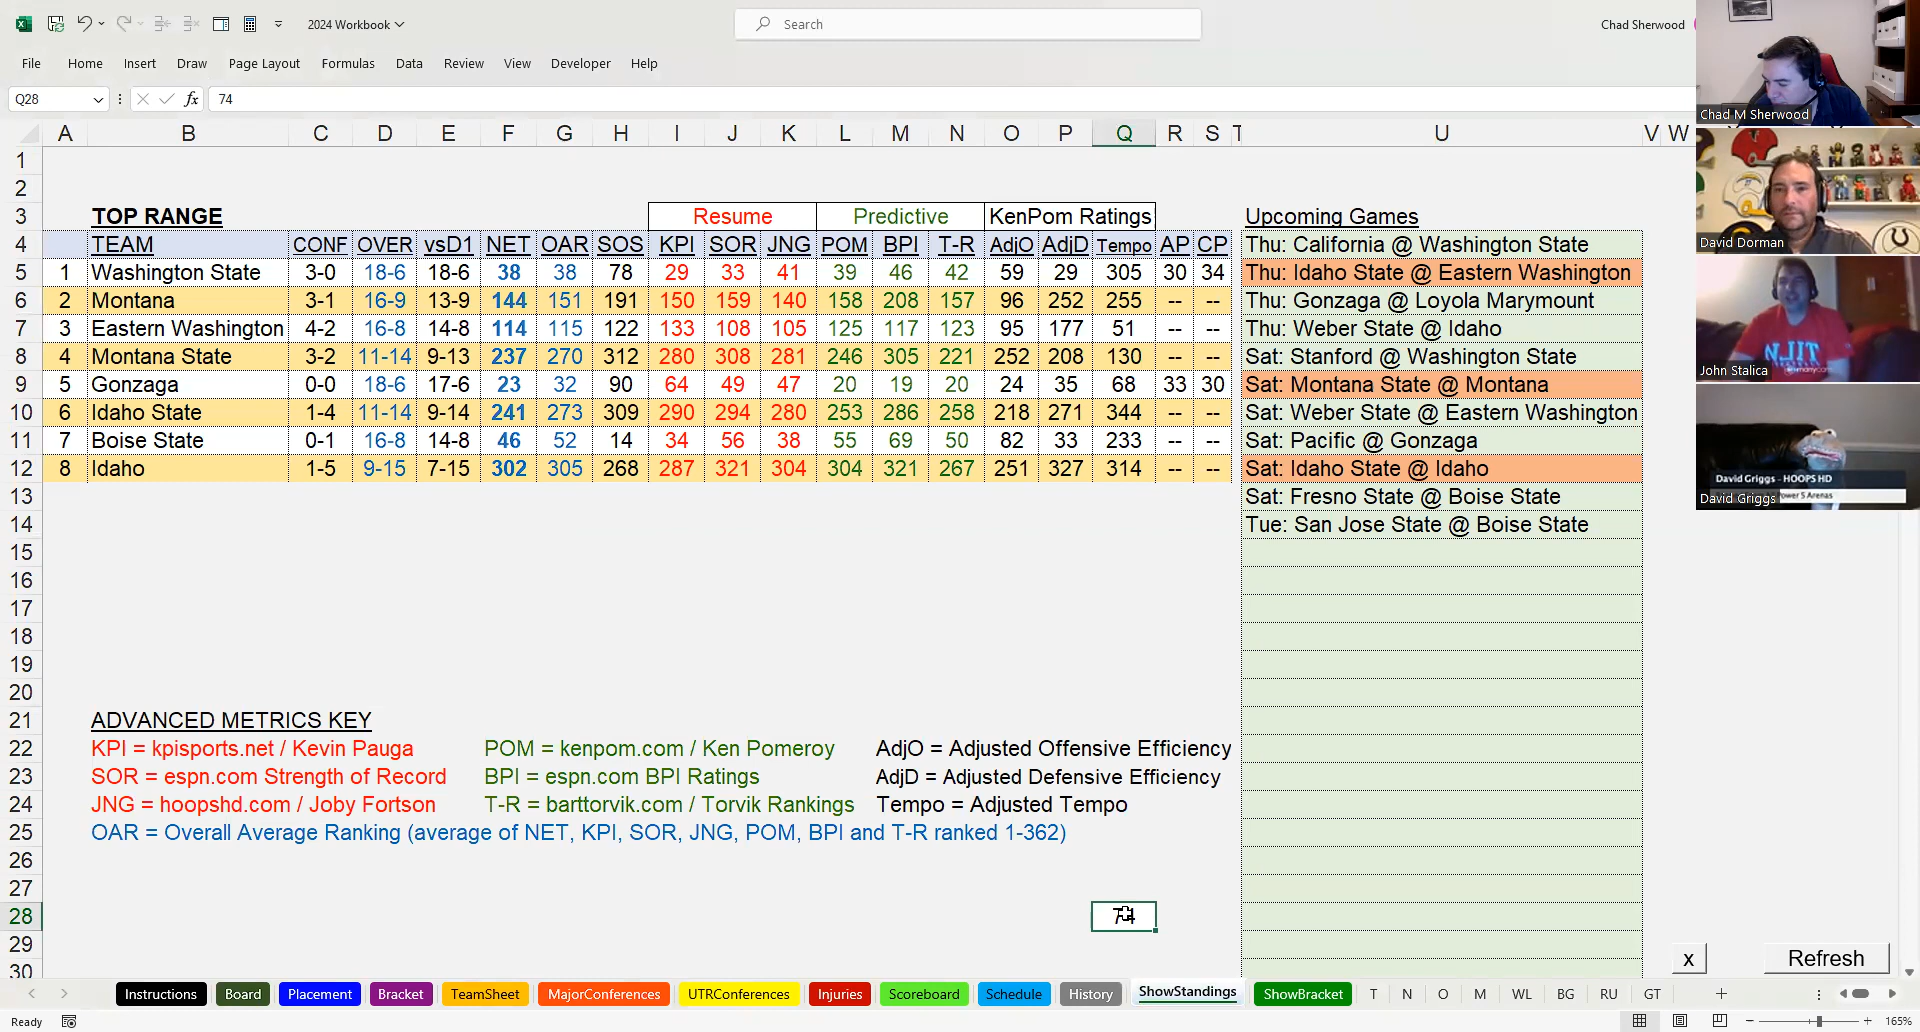 2024 Workbook
Search
Chad Sherwood
File Home Insert Draw Page Layout Formulas Data Review View Developer Help
Q28 fx 74
A B C D E F G H I J K L M N O P Q R S T U V W
1
2
3 TOP RANGE Resume Predictive KenPom Ratings Upcoming Games
4 TEAM CONF OVER vsD1 NET OAR SOS KPI SOR JNG POM BPI T-R AdjO AdjD Tempo AP CP Thu: California @ Washington State
5 1 Washington State 3-0 18-6 18-6 38 38 78 29 33 41 39 46 42 59 29 305 30 34 Thu: Idaho State @ Eastern Washington
6 2 Montana 3-1 16-9 13-9 144 151 191 150 159 140 158 208 157 96 252 255 -- -- Thu: Gonzaga @ Loyola Marymount
7 3 Eastern Washington 4-2 16-8 14-8 114 115 122 133 108 105 125 117 123 95 177 51 -- -- Thu: Weber State @ Idaho
8 4 Montana State 3-2 11-14 9-13 237 270 312 280 308 281 246 305 221 252 208 130 -- -- Sat: Stanford @ Washington State
9 5 Gonzaga 0-0 18-6 17-6 23 32 90 64 49 47 20 19 20 24 35 68 33 30 Sat: Montana State @ Montana
10 6 Idaho State 1-4 11-14 9-14 241 273 309 290 294 280 253 286 258 218 271 344 -- -- Sat: Weber State @ Eastern Washington
11 7 Boise State 0-1 16-8 14-8 46 52 14 34 56 38 55 69 50 82 33 233 -- -- Sat: Pacific @ Gonzaga
12 8 Idaho 1-5 9-15 7-15 302 305 268 287 321 304 304 321 267 251 327 314 -- -- Sat: Idaho State @ Idaho
13 Sat: Fresno State @ Boise State
14 Tue: San Jose State @ Boise State
15
16
17
18
19
20
21 ADVANCED METRICS KEY
22 KPI = kpisports.net / Kevin Pauga POM = kenpom.com / Ken Pomeroy AdjO = Adjusted Offensive Efficiency
23 SOR = espn.com Strength of Record BPI = espn.com BPI Ratings AdjD = Adjusted Defensive Efficiency
24 JNG = hoopshd.com / Joby Fortson T-R = barttorvik.com / Torvik Rankings Tempo = Adjusted Tempo
25 OAR = Overall Average Ranking (average of NET, KPI, SOR, JNG, POM, BPI and T-R ranked 1-362)
26
27
28 74
29
30
x Refresh
Instructions Board Placement Bracket TeamSheet MajorConferences UTRConferences Injuries Scoreboard Schedule History ShowStandings ShowBracket T N O M WL BG RU GT
Ready 165%
Chad M Sherwood
David Dorman
NJIT
John Stalica
David Griggs - HOOPS HD
Power 5 Arenas
David Griggs